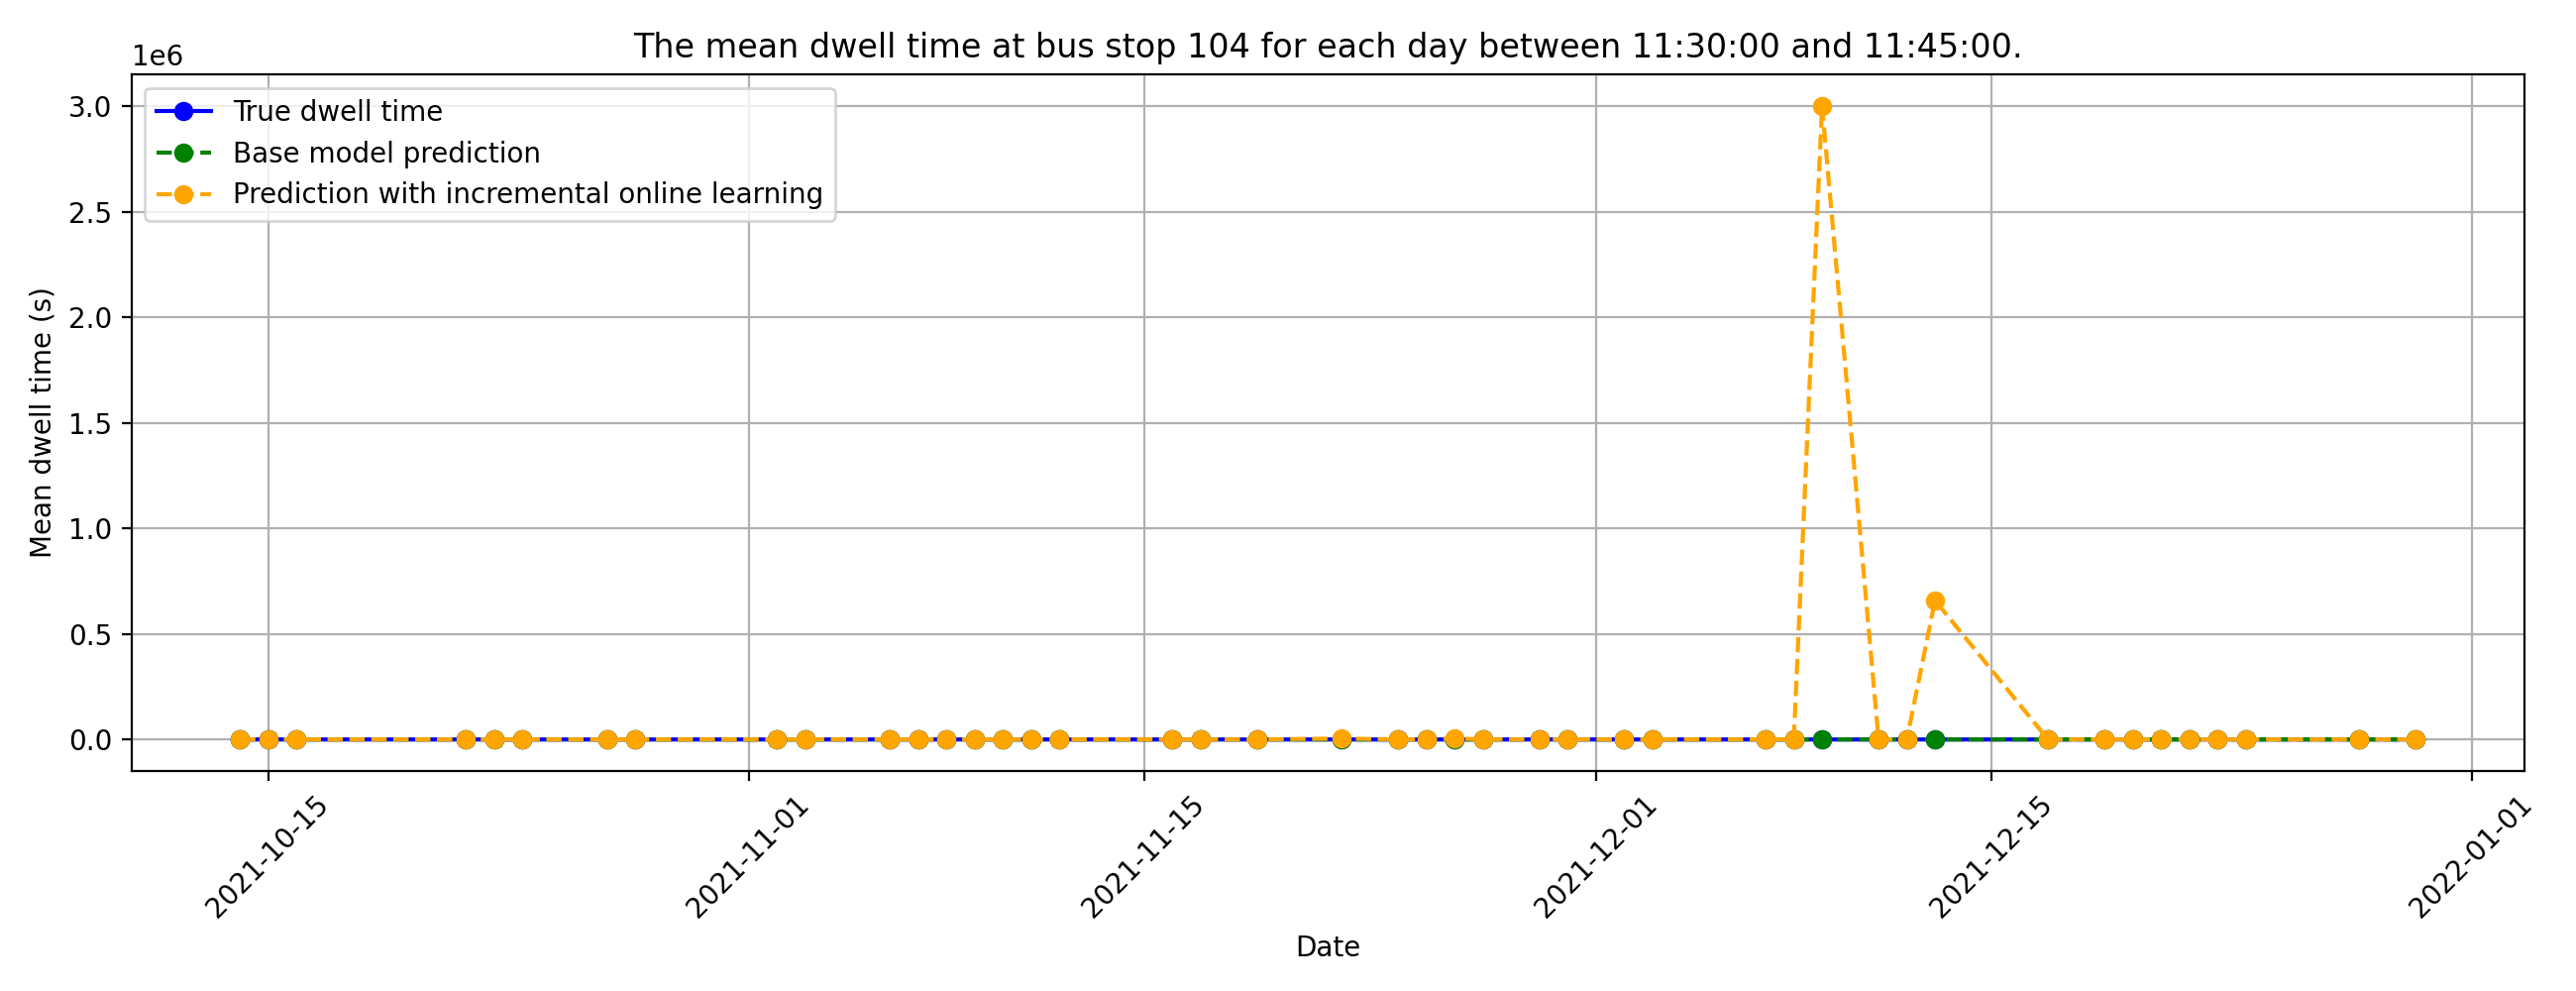 The mean dwell time at bus stop 104 for each day between 11:30:00 and 11:45:00.
1e6
True dwell time
Base model prediction
Prediction with incremental online learning
Mean dwell time (s)
3.0
2.5
2.0
1.5
1.0
0.5
0.0
2021-10-15
2021-11-01
2021-11-15
2021-12-01
2021-12-15
2022-01-01
Date